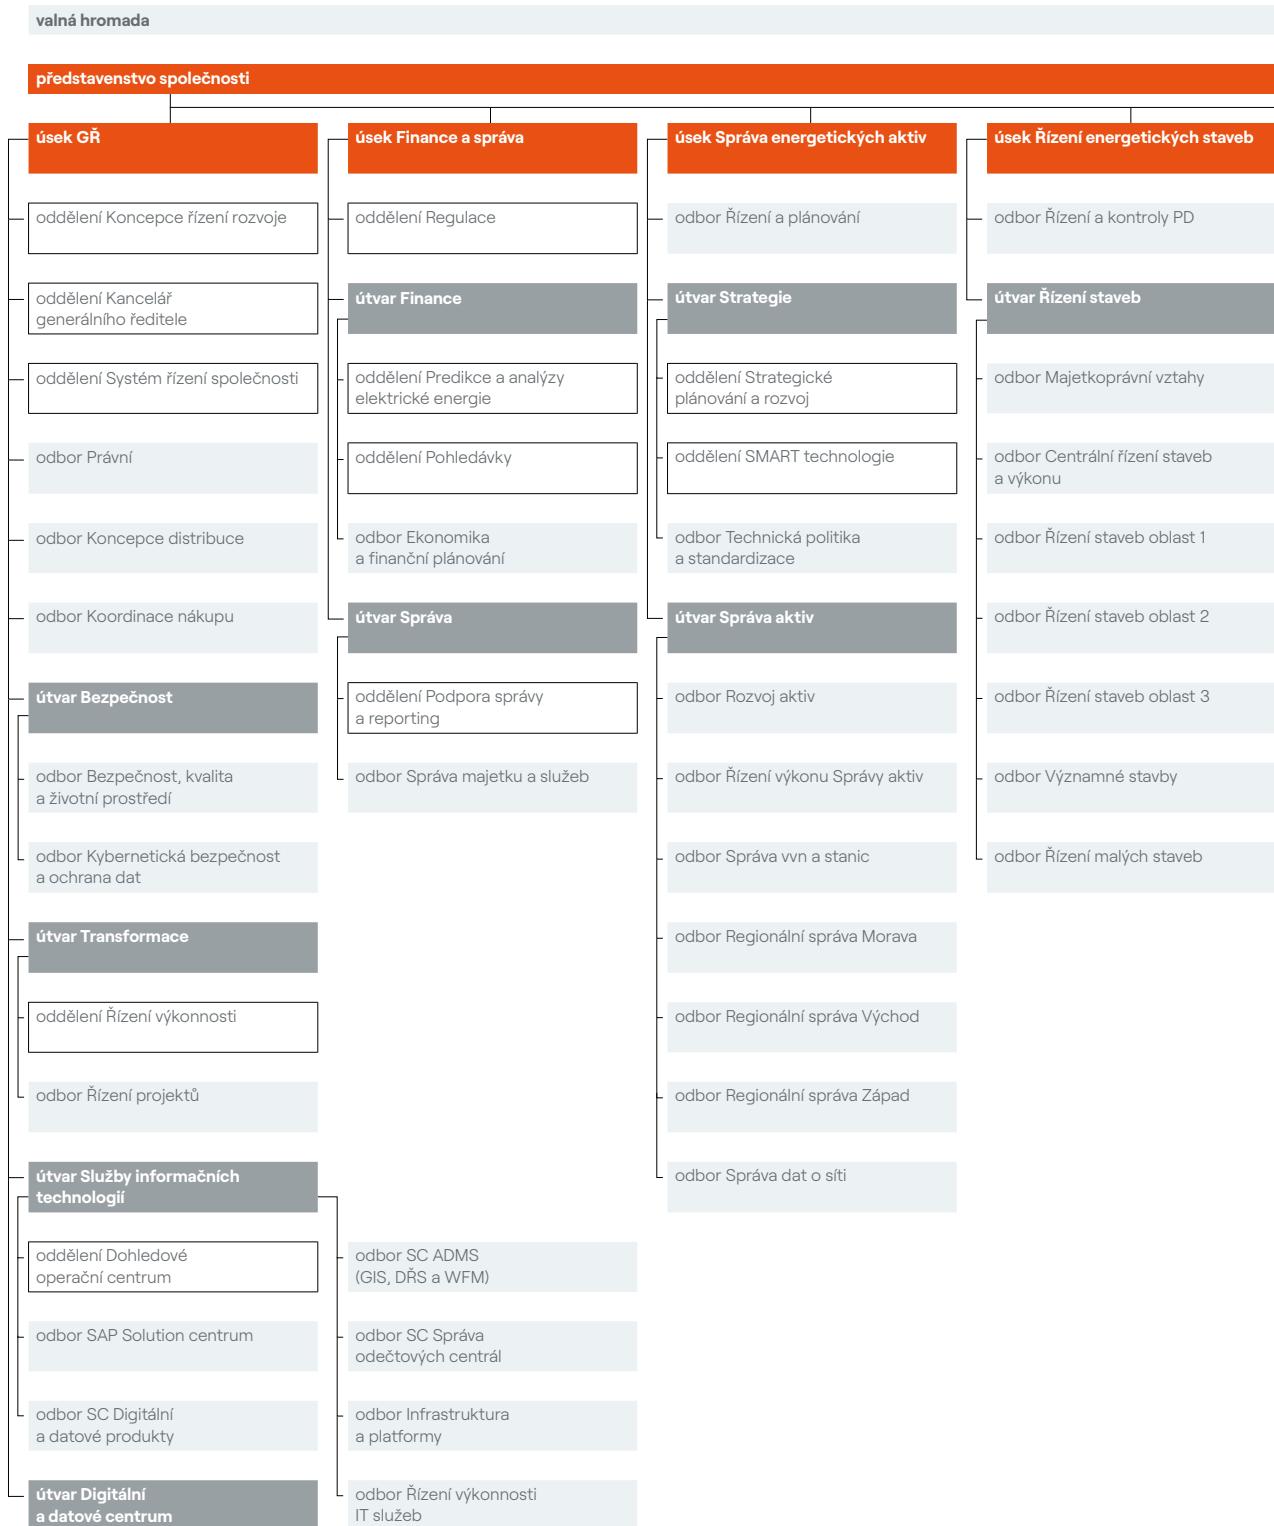 valná hromada
představenstvo společnosti
úsek GŘ
oddělení Koncepce řízení rozvoje
oddělení Kancelář
generálního ředitele
oddělení Systém řízení společnosti
odbor Právní
odbor Koncepce distribuce
odbor Koordinace nákupu
útvar Bezpečnost
odbor Bezpečnost, kvalita
a životní prostředí
odbor Kybernetická bezpečnost
a ochrana dat
útvar Transformace
oddělení Řízení výkonnosti
odbor Řízení projektů
útvar Služby informačních
technologií
oddělení Dohledové
operační centrum
odbor SAP Solution centrum
odbor SC Digitální
a datové produkty
odbor SC ADMS
(GIS, DŘS a WFM)
odbor SC Správa
odečtových centrál
odbor Infrastruktura
a platformy
odbor Řízení výkonnosti
IT služeb
útvar Digitální
a datové centrum
úsek Finance a správa
oddělení Regulace
útvar Finance
oddělení Predikce a analýzy
elektrické energie
oddělení Pohledávky
odbor Ekonomika
a finanční plánování
útvar Správa
oddělení Podpora správy
a reporting
odbor Správa majetku a služeb
úsek Správa energetických aktiv
odbor Řízení a plánování
útvar Strategie
oddělení Strategické
plánování a rozvoj
oddělení SMART technologie
odbor Technická politika
a standardizace
útvar Správa aktiv
odbor Rozvoj aktiv
odbor Řízení výkonu Správy aktiv
odbor Správa vvn a stanic
odbor Regionální správa Morava
odbor Regionální správa Východ
odbor Regionální správa Západ
odbor Správa dat o síti
úsek Řízení energetických staveb
odbor Řízení a kontroly PD
útvar Řízení staveb
odbor Majetkoprávní vztahy
odbor Centrální řízení staveb
a výkonu
odbor Řízení staveb oblast 1
odbor Řízení staveb oblast 2
odbor Řízení staveb oblast 3
odbor Významné stavby
odbor Řízení malých staveb